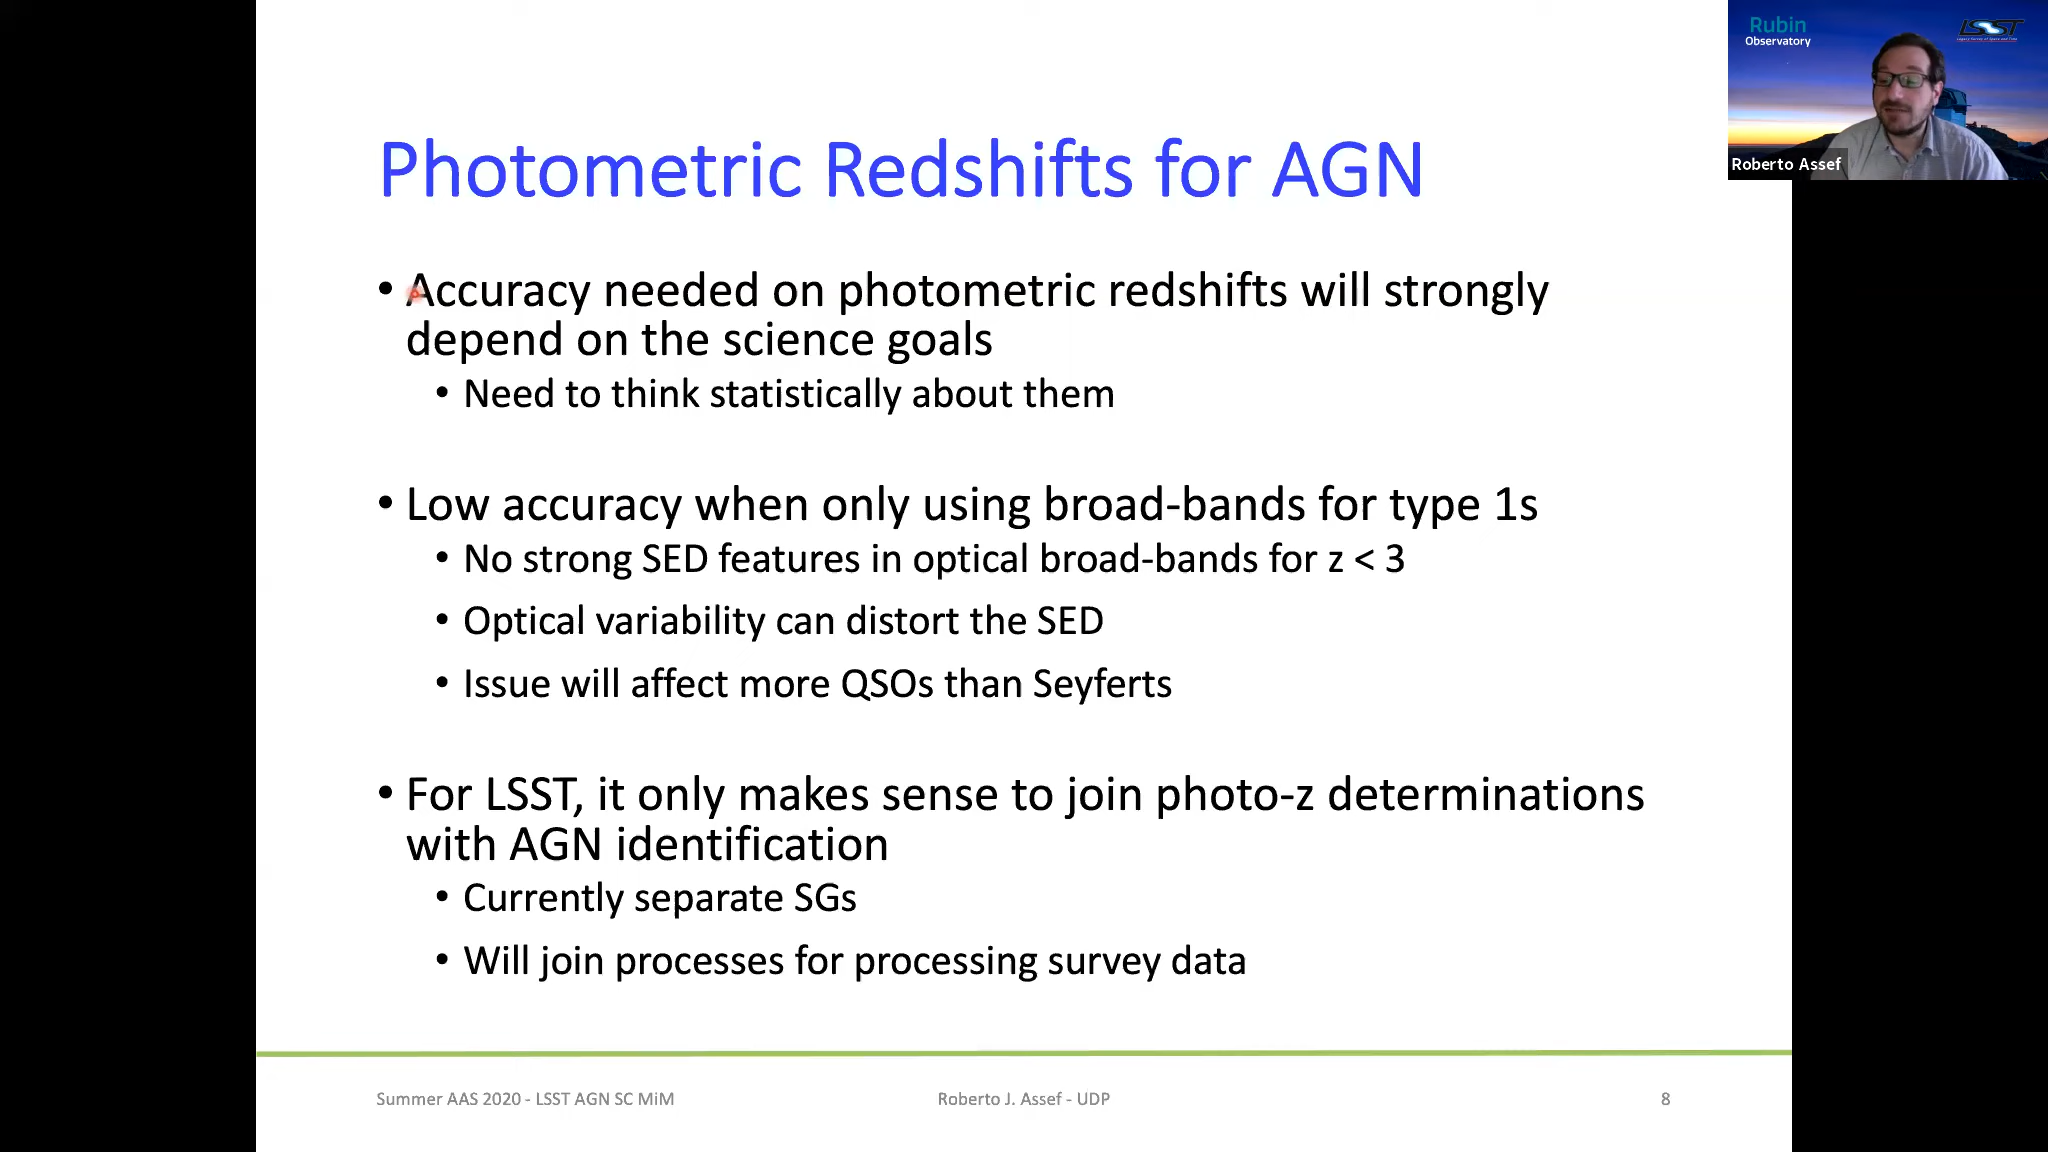 Rubin
Observatory
LSST
Roberto Assef
Photometric Redshifts for AGN
• Accuracy needed on photometric redshifts will strongly
depend on the science goals
• Need to think statistically about them
• Low accuracy when only using broad-bands for type 1s
• No strong SED features in optical broad-bands for z < 3
• Optical variability can distort the SED
• Issue will affect more QSOs than Seyferts
• For LSST, it only makes sense to join photo-z determinations
with AGN identification
• Currently separate SGs
• Will join processes for processing survey data
Summer AAS 2020 - LSST AGN SC MiM
Roberto J. Assef - UDP
8